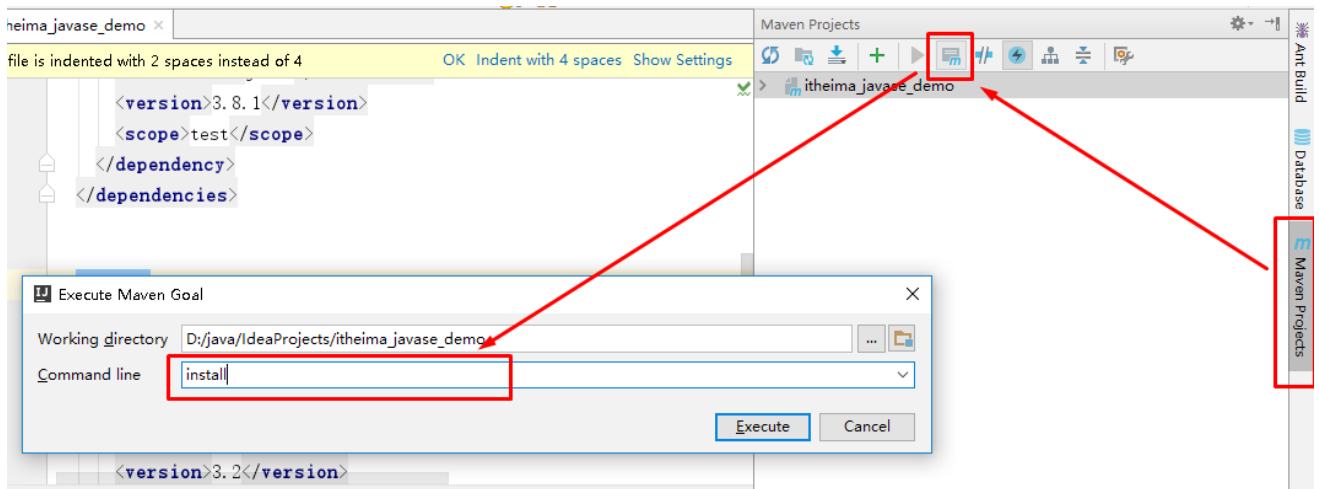 heima_javase_demo ×
file is indented with 2 spaces instead of 4 OK Indent with 4 spaces Show Settings
<version>3.8.1</version>
<scope>test</scope>
</dependency>
</dependencies>
Execute Maven Goal
Working directory D:/java/IdeaProjects/itheima_javase_demo ...
Command line install
Execute Cancel
<version>3.2</version>
Maven Projects
itheima_javase_demo
Ant Build
Database
Maven Projects